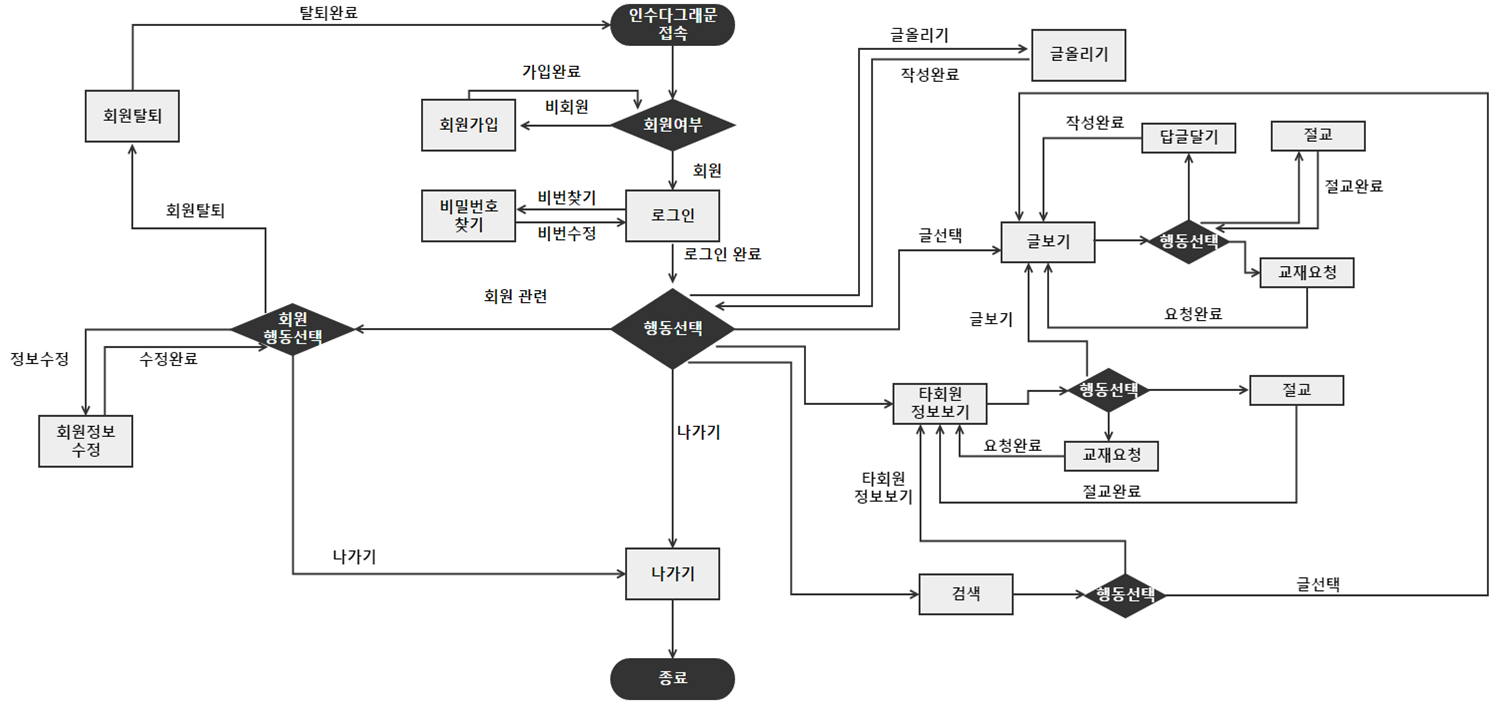 탈퇴완료
인수다그래문
접속
글올리기
글올리기
작성완료
가입완료
회원탈퇴
비회원
회원가입
회원여부
작성완료
답글달기
절교
회원
절교완료
비밀번호
찾기
비번찾기
비번수정
로그인
회원탈퇴
글선택
글보기
행동선택
로그인 완료
교재요청
회원 관련
요청완료
글보기
회원
행동선택
행동선택
정보수정
수정완료
타회원
정보보기
행동선택
절교
회원정보
수정
나가기
요청완료
교재요청
타회원
정보보기
절교완료
나가기
나가기
검색
행동선택
글선택
종료